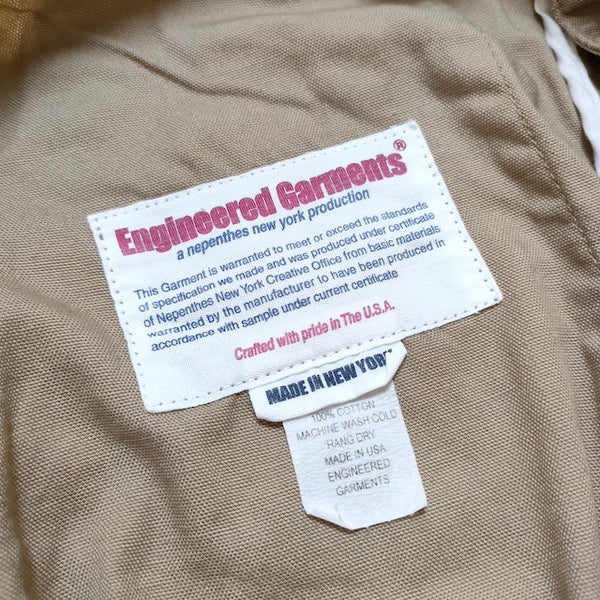 Engineered Garments®
a nepenthes new york production
This Garment is warranted to meet or exceed the standards
of specification we made and was produced under certificate
of Nepenthes New York Creative Office from basic materials
warranted by the manufacturer to have been produced in
accordance with sample under current certificate
Crafted with pride in The U.S.A.
MADE IN NEW YORK
100% COTTON
MACHINE WASH COLD
HANG DRY
MADE IN USA
ENGINEERED
GARMENTS